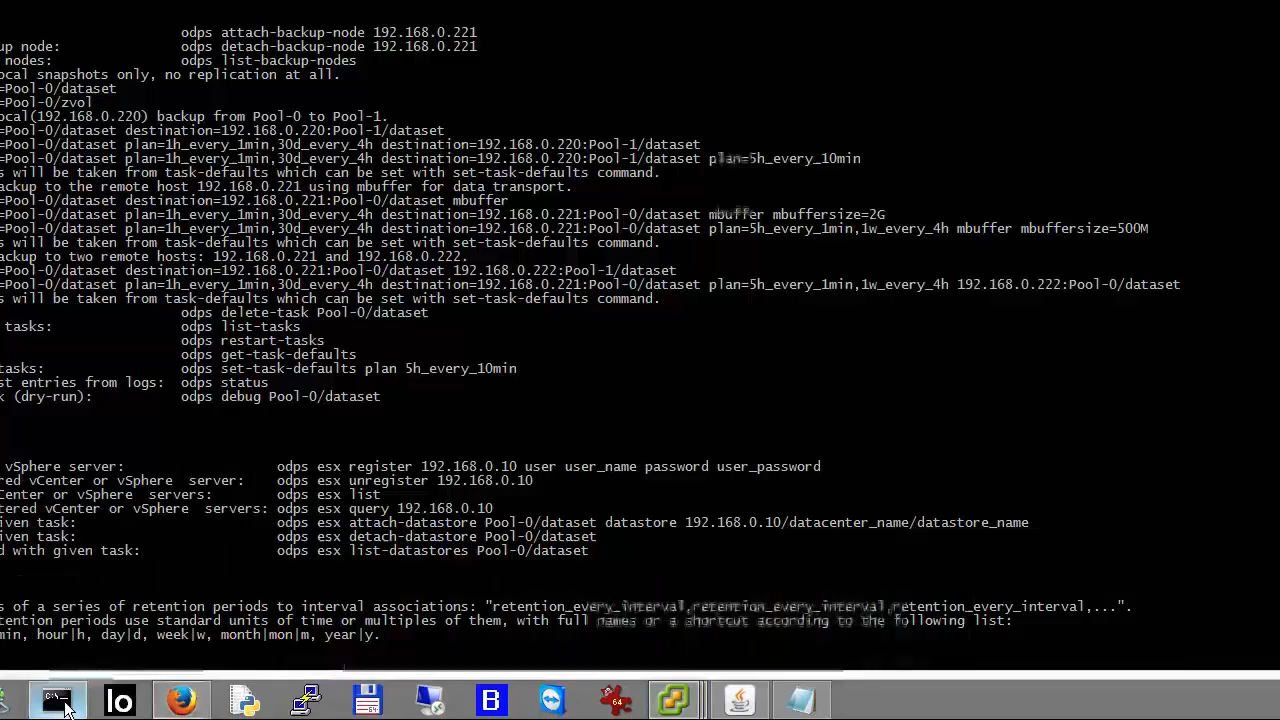 odps attach-backup-node 192.168.0.221
up node: odps detach-backup-node 192.168.0.221
nodes: odps list-backup-nodes
ocal snapshots only, no replication at all.
=Pool-0/dataset
=Pool-0/zvol
ocal(192.168.0.220) backup from Pool-0 to Pool-1.
=Pool-0/dataset destination=192.168.0.220:Pool-1/dataset
=Pool-0/dataset plan=1h_every_1min,30d_every_4h destination=192.168.0.220:Pool-1/dataset
=Pool-0/dataset plan=1h_every_1min,30d_every_4h destination=192.168.0.220:Pool-1/dataset plan=5h_every_10min
s will be taken from task-defaults which can be set with set-task-defaults command.
ackup to the remote host 192.168.0.221 using mbuffer for data transport.
=Pool-0/dataset destination=192.168.0.221:Pool-0/dataset mbuffer
=Pool-0/dataset plan=1h_every_1min,30d_every_4h destination=192.168.0.221:Pool-0/dataset mbuffer mbuffersize=2G
=Pool-0/dataset plan=1h_every_1min,30d_every_4h destination=192.168.0.221:Pool-0/dataset plan=5h_every_1min,1w_every_4h mbuffer mbuffersize=500M
s will be taken from task-defaults which can be set with set-task-defaults command.
ackup to two remote hosts: 192.168.0.221 and 192.168.0.222.
=Pool-0/dataset destination=192.168.0.221:Pool-0/dataset 192.168.0.222:Pool-1/dataset
=Pool-0/dataset plan=1h_every_1min,30d_every_4h destination=192.168.0.221:Pool-0/dataset plan=5h_every_1min,1w_every_4h 192.168.0.222:Pool-0/dataset
s will be taken from task-defaults which can be set with set-task-defaults command.
odps delete-task Pool-0/dataset
tasks: odps list-tasks
odps restart-tasks
odps get-task-defaults
tasks: odps set-task-defaults plan 5h_every_10min
st entries from logs: odps status
k (dry-run): odps debug Pool-0/dataset
vSphere server: odps esx register 192.168.0.10 user user_name password user_password
red vCenter or vSphere server: odps esx unregister 192.168.0.10
Center or vSphere servers: odps esx list
tered vCenter or vSphere servers: odps esx query 192.168.0.10
iven task: odps esx attach-datastore Pool-0/dataset datastore 192.168.0.10/datacenter_name/datastore_name
iven task: odps esx detach-datastore Pool-0/dataset
d with given task: odps esx list-datastores Pool-0/dataset
s of a series of retention periods to interval associations: "retention_every_interval,retention_every_interval,retention_every_interval,...".
tention periods use standard units of time or multiples of them, with full names or a shortcut according to the following list:
min, hour|h, day|d, week|w, month|mon|m, year|y.
C:\_ Io 64 B 64